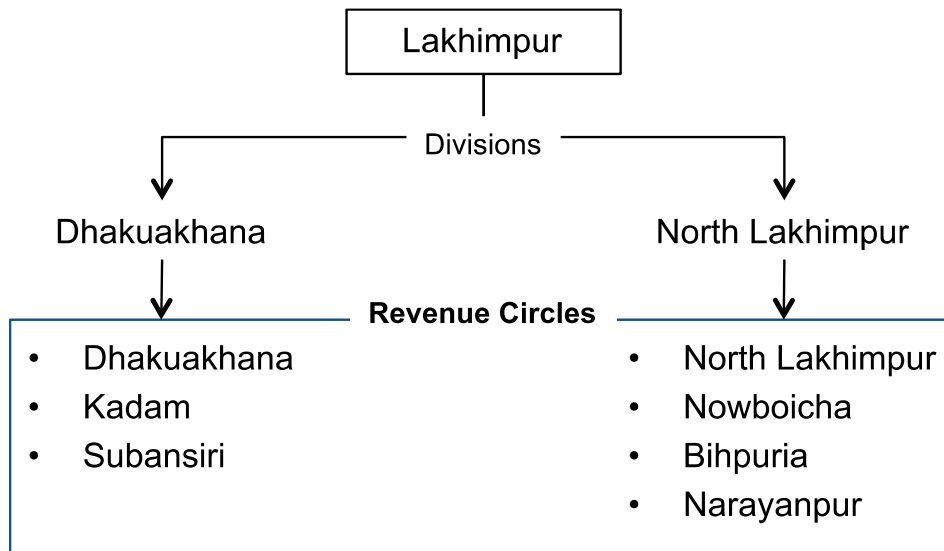 Lakhimpur
Divisions
Dhakuakhana
North Lakhimpur
Revenue Circles
• Dhakuakhana
• Kadam
• Subansiri
• North Lakhimpur
• Nowboicha
• Bihpuria
• Narayanpur